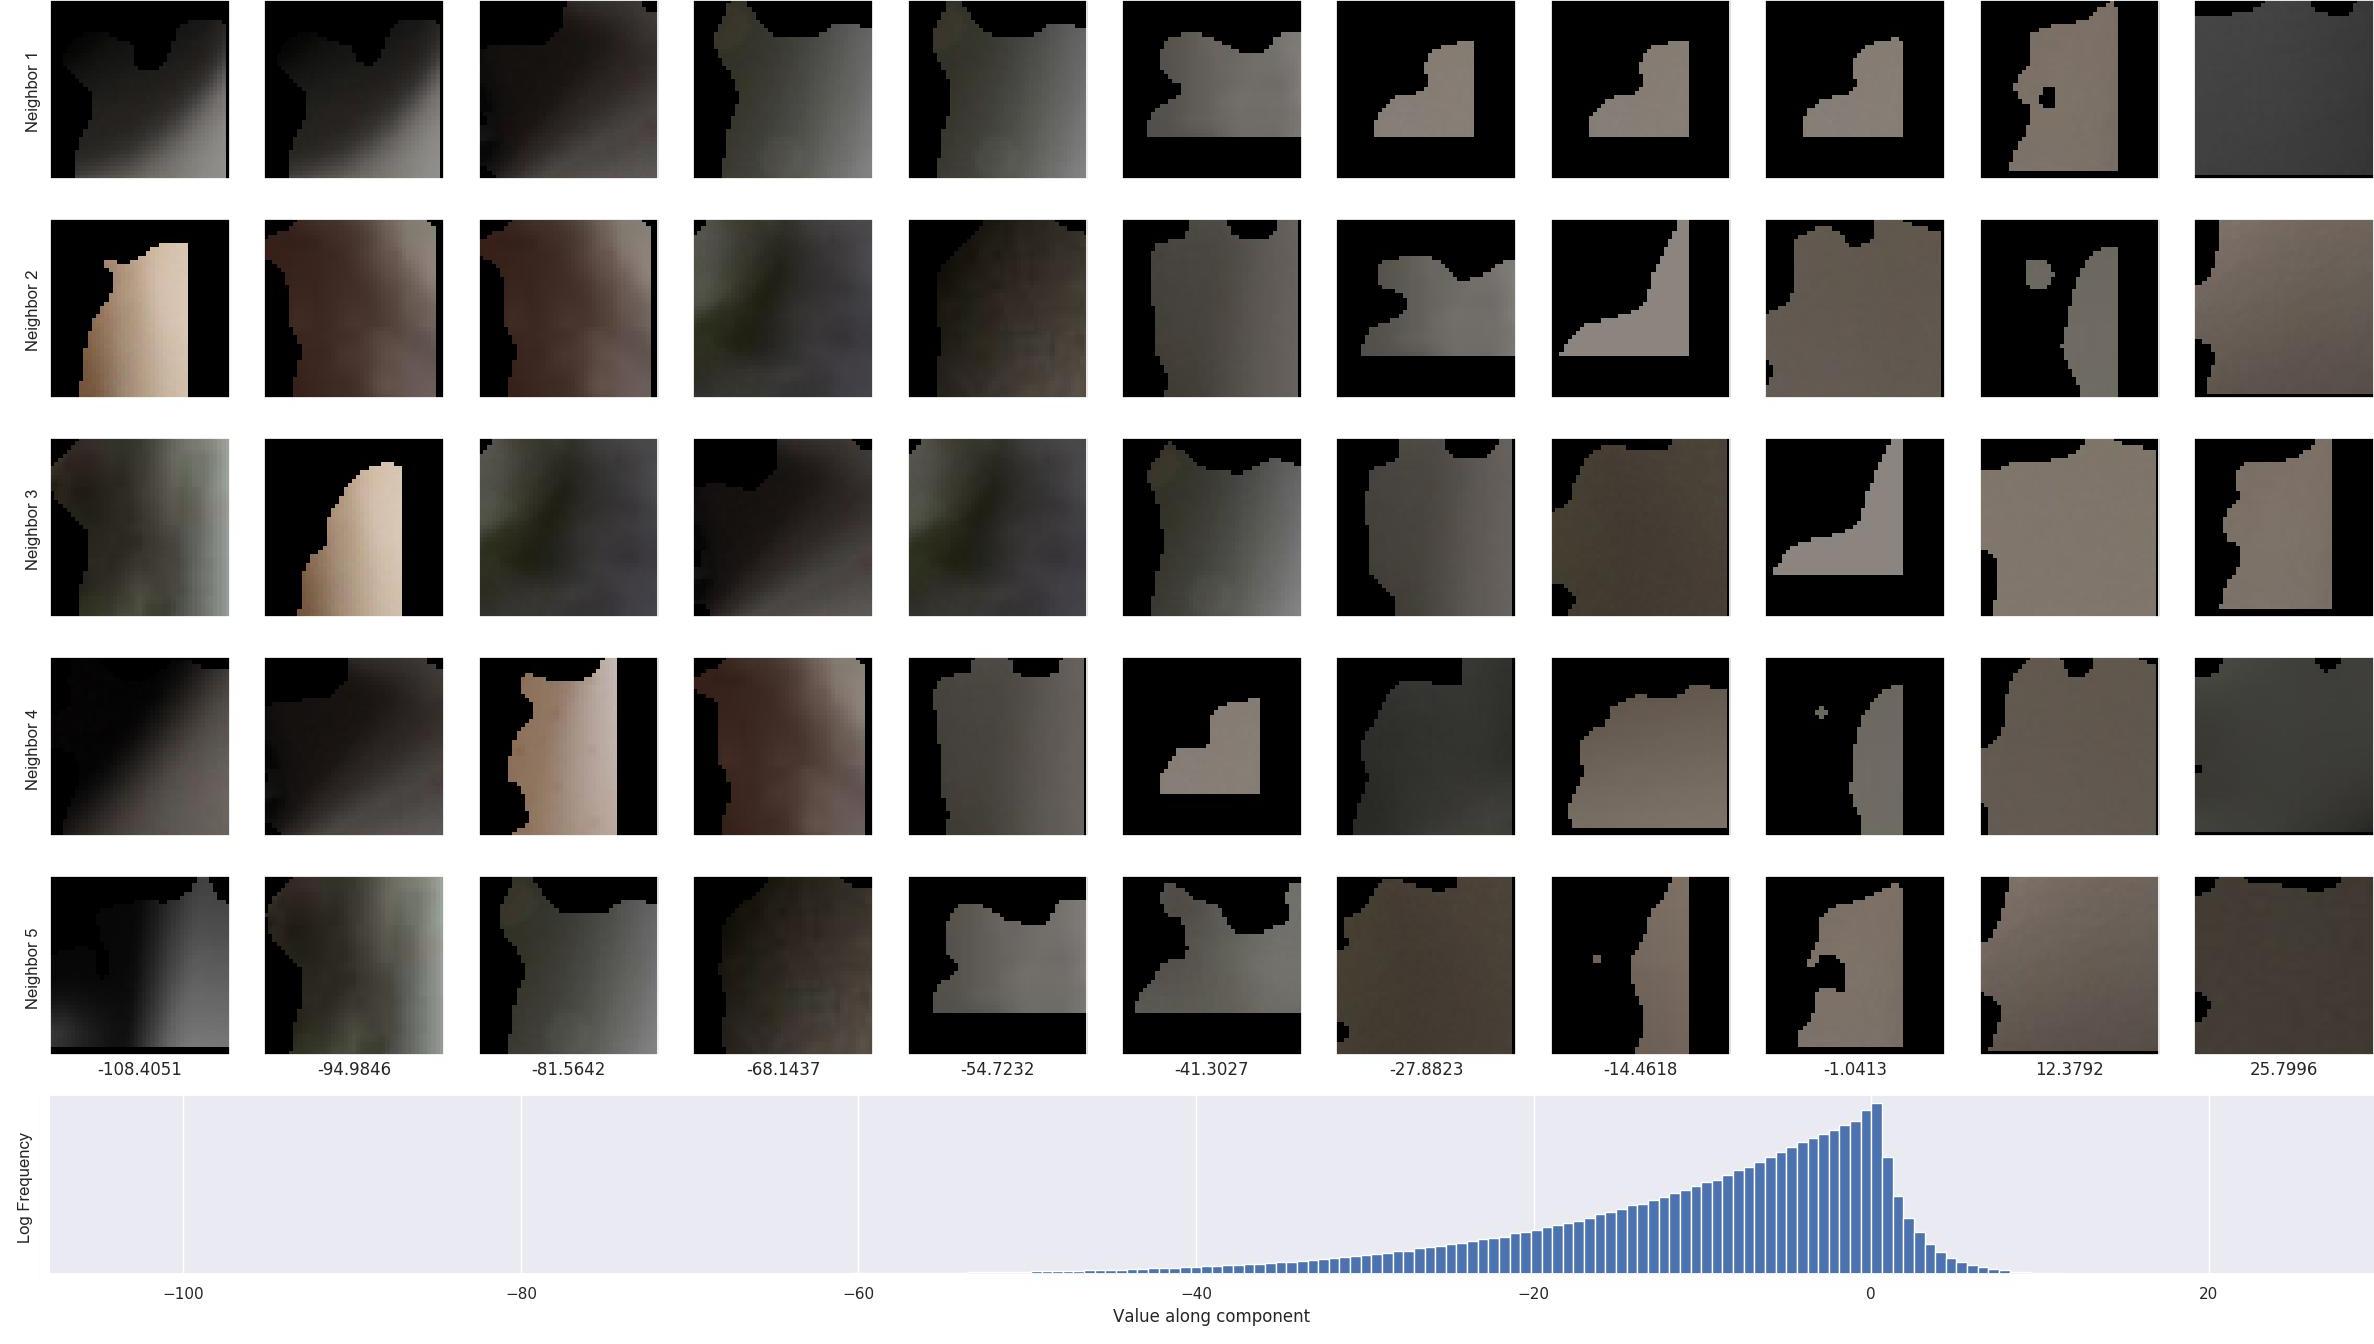 Neighbor 1
Neighbor 2
Neighbor 3
Neighbor 4
Neighbor 5
-108.4051 -94.9846 -81.5642 -68.1437 -54.7232 -41.3027 -27.8823 -14.4618 -1.0413 12.3792 25.7996
Log Frequency
−100 −80 −60 −40 −20 0 20
Value along component